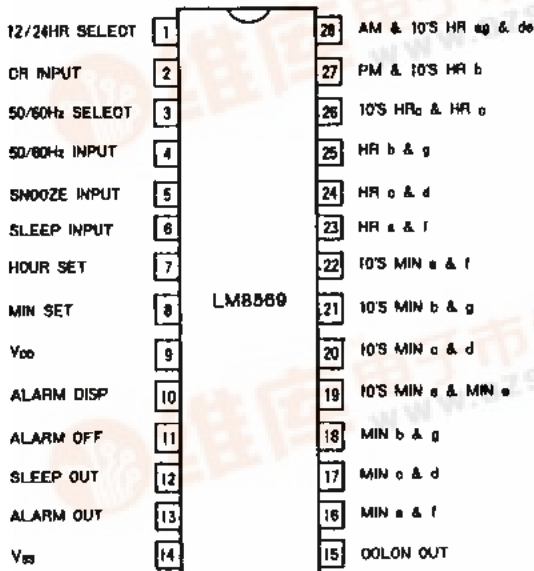 12/24HR SELECT 1
CR INPUT 2
50/60Hz SELECT 3
50/60Hz INPUT 4
SNOOZE INPUT 5
SLEEP INPUT 6
HOUR SET 7
MIN SET 8
VDD 9
ALARM DISP 10
ALARM OFF 11
SLEEP OUT 12
ALARM OUT 13
VSS 14
LM8569
28 AM & 10'S HR ag & de
27 PM & 10'S HR b
26 10'S HRc & HR
25 HR b & g
24 HR c & d
23 HR a & f
22 10'S MIN a & f
21 10'S MIN b & g
20 10'S MIN c & d
19 10'S MIN e & MIN e
18 MIN b & g
17 MIN c & d
16 MIN a & f
15 COLON OUT